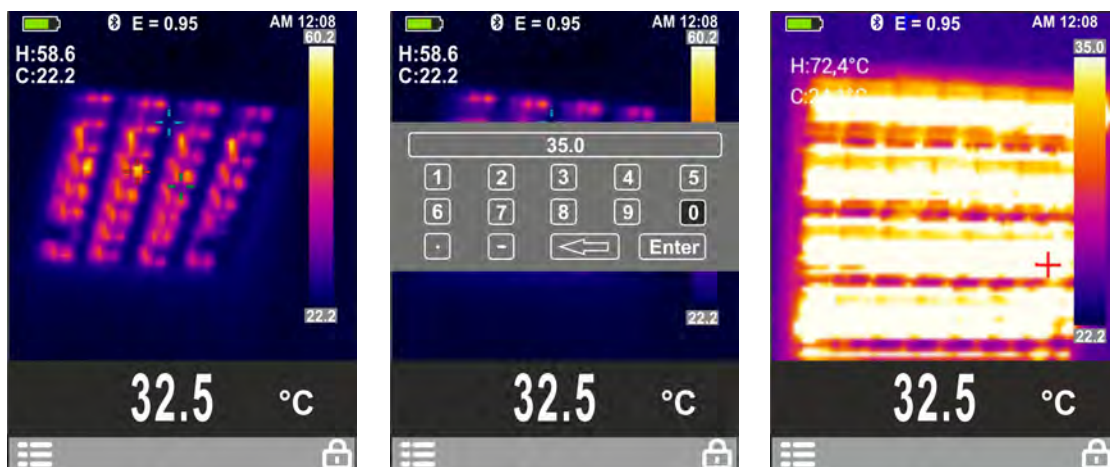 E = 0.95 AM 12:08
60.2
H:58.6
C:22.2
22.2
32.5 °C
E = 0.95 AM 12:08
60.2
H:58.6
C:22.2
35.0
1 2 3 4 5
6 7 8 9 0
. - Enter
22.2
32.5 °C
E = 0.95 AM 12:08
35.0
H:72,4°C
22.2
32.5 °C